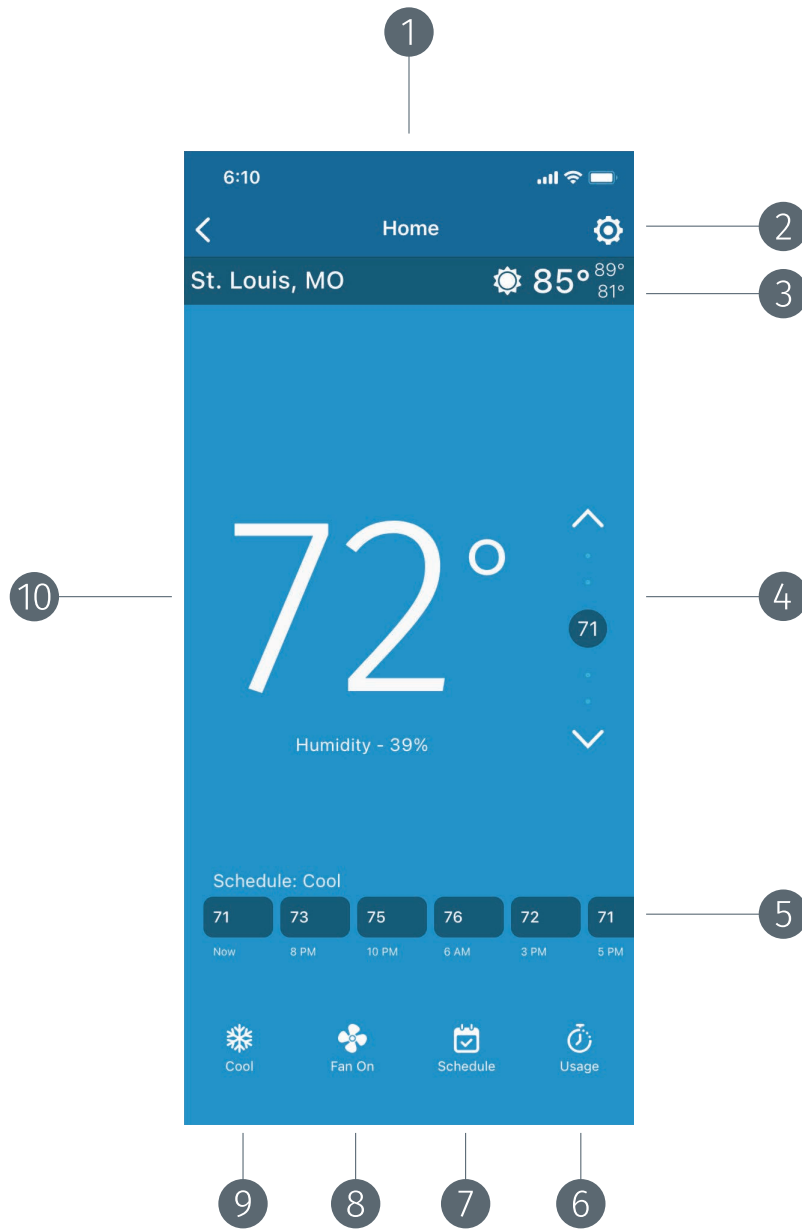 1
6:10
Home
2
St. Louis, MO 85° 89°
81°
3
72°
71
10
4
Humidity - 39%
Schedule: Cool
71 73 75 76 72 71
5
Now 8 PM 10 PM 6 AM 3 PM 5 PM
Cool Fan On Schedule Usage
9 8 7 6